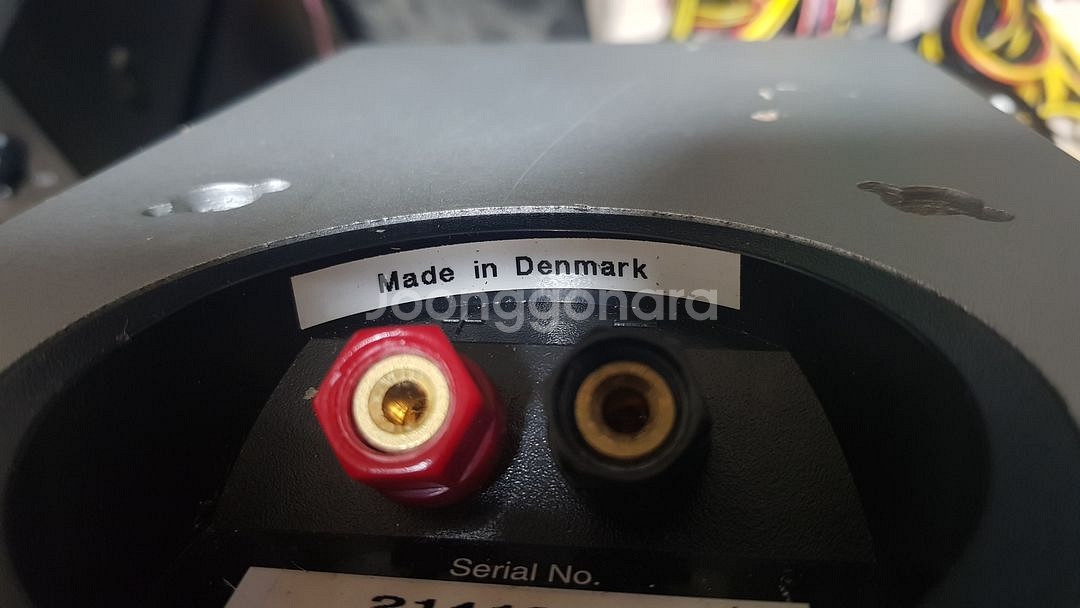 Made in Denmark
Joonggonara
+ −
Serial No.